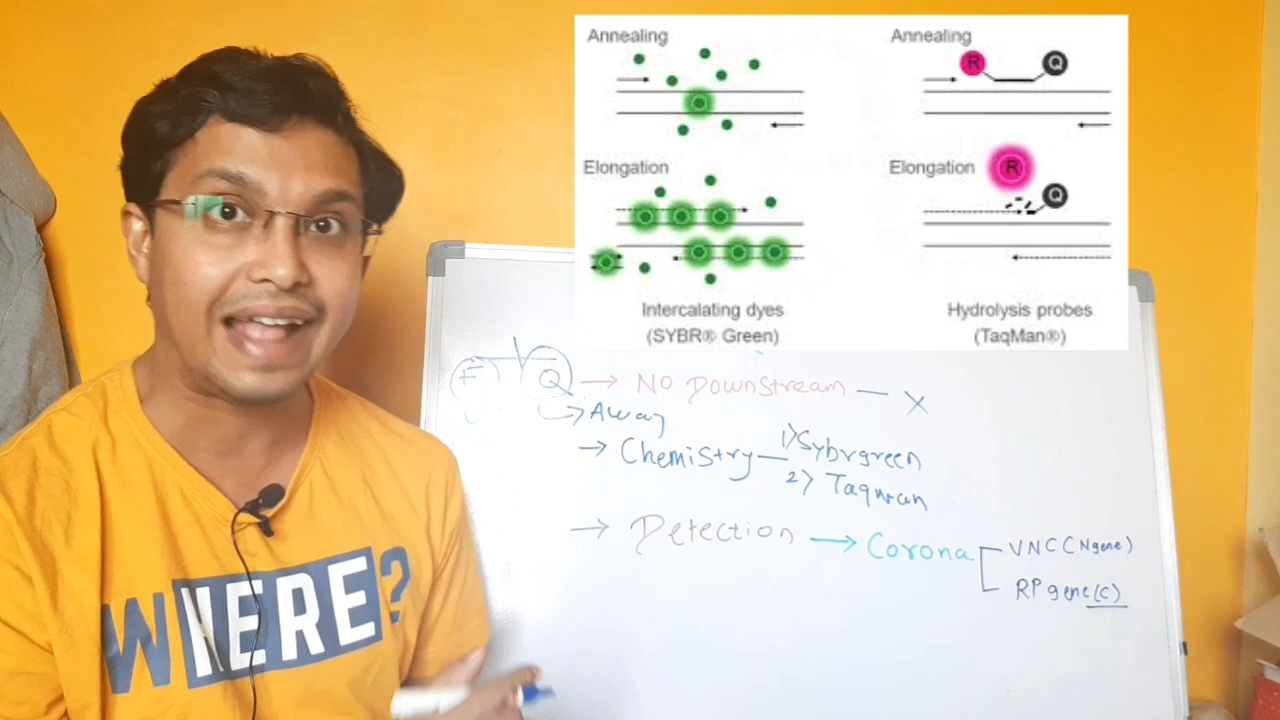 Annealing
Annealing
R
Q
Elongation
Elongation
R
Q
Intercalating dyes
(SYBR® Green)
Hydrolysis probes
(TaqMan®)
F Q → NO DownStream — X
→ Away
→ Chemistry — 1) Sybrgreen
2) Taqman
→ Detection → Corona
VNC (N gene)
RP gene (C)
WHERE?